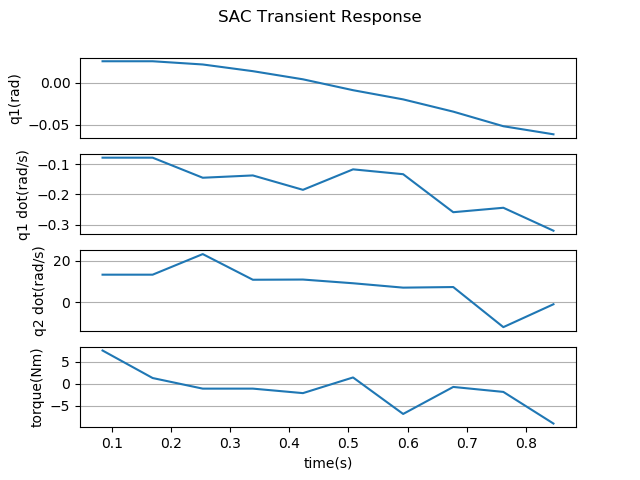 SAC Transient Response
q1(rad)
0.00
−0.05
q1 dot(rad/s)
−0.1
−0.2
−0.3
q2 dot(rad/s)
20
0
torque(Nm)
5
0
−5
0.1 0.2 0.3 0.4 0.5 0.6 0.7 0.8
time(s)